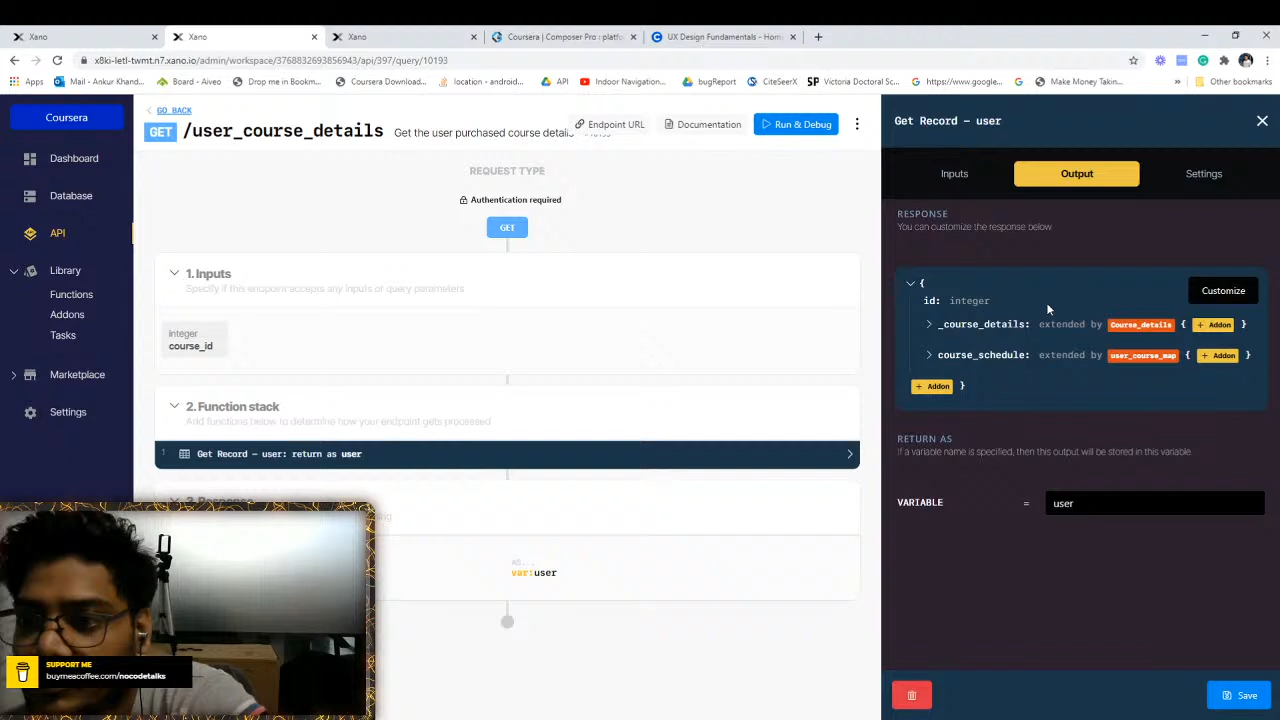 Xano
Xano
Xano
Coursera | Composer Pro : platfo
UX Design Fundamentals - Hom
x8ki-letl-twmt.n7.xano.io/admin/workspace/3768832693856943/api/397/query/10193
Apps
Mail - Ankur Khand...
Board - Aiveo
Drop me in Bookm...
Coursera Download...
location - android...
API
Indoor Navigation...
bugReport
CiteSeerX
SP Victoria Doctoral Sc...
https://www.google...
Make Money Takin...
»
Other bookmarks
Coursera
Dashboard
Database
API
Library
Functions
Addons
Tasks
Marketplace
Settings
GO BACK
GET /user_course_details Get the user purchased course details
Endpoint URL
Documentation
Run & Debug
REQUEST TYPE
Authentication required
GET
1. Inputs
Specify if this endpoint accepts any inputs or query parameters
integer
course_id
2. Function stack
Add functions below to determine how your endpoint gets processed
1 Get Record – user: return as user
3. Response
AS...
var:user
Get Record – user
Inputs
Output
Settings
RESPONSE
You can customize the response below
{
Customize
id: integer
_course_details: extended by Course_details { + Addon }
course_schedule: extended by user_course_map { + Addon }
+ Addon }
RETURN AS
If a variable name is specified, then this output will be stored in this variable.
VARIABLE = user
Save
SUPPORT ME
buymeacoffee.com/nocodetalks